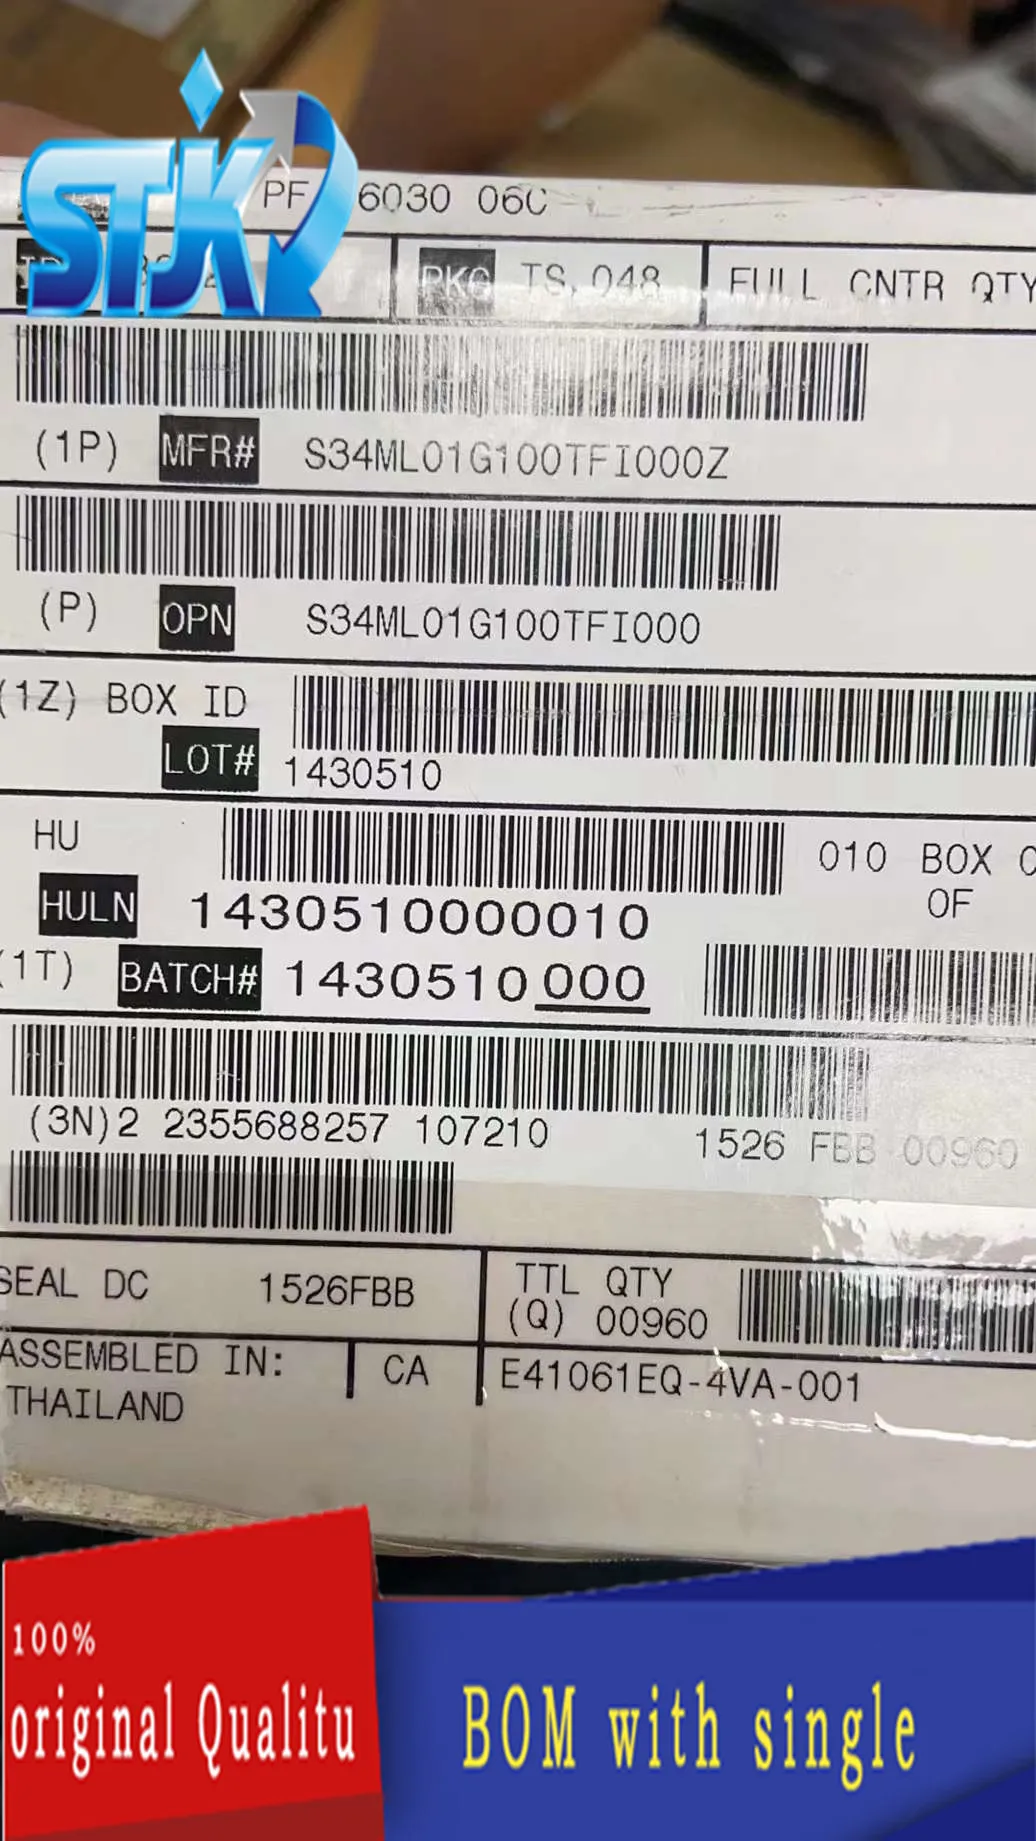 STK
PF 6030 06C
PKG TS, 048 FULL CNTR QTY
(1P) MFR# S34ML01G100TFI000Z
(P) OPN S34ML01G100TFI000
(1Z) BOX ID
LOT# 1430510
HU
010 BOX
OF
HULN 1430510000010
(1T) BATCH# 1430510000
(3N)2 2355688257 107210 1526 FBB 00960
SEAL DC 1526FBB
TTL QTY
(Q) 00960
ASSEMBLED IN:
THAILAND
CA
E41061EQ-4VA-001
100%
original Qualitu
BOM with single